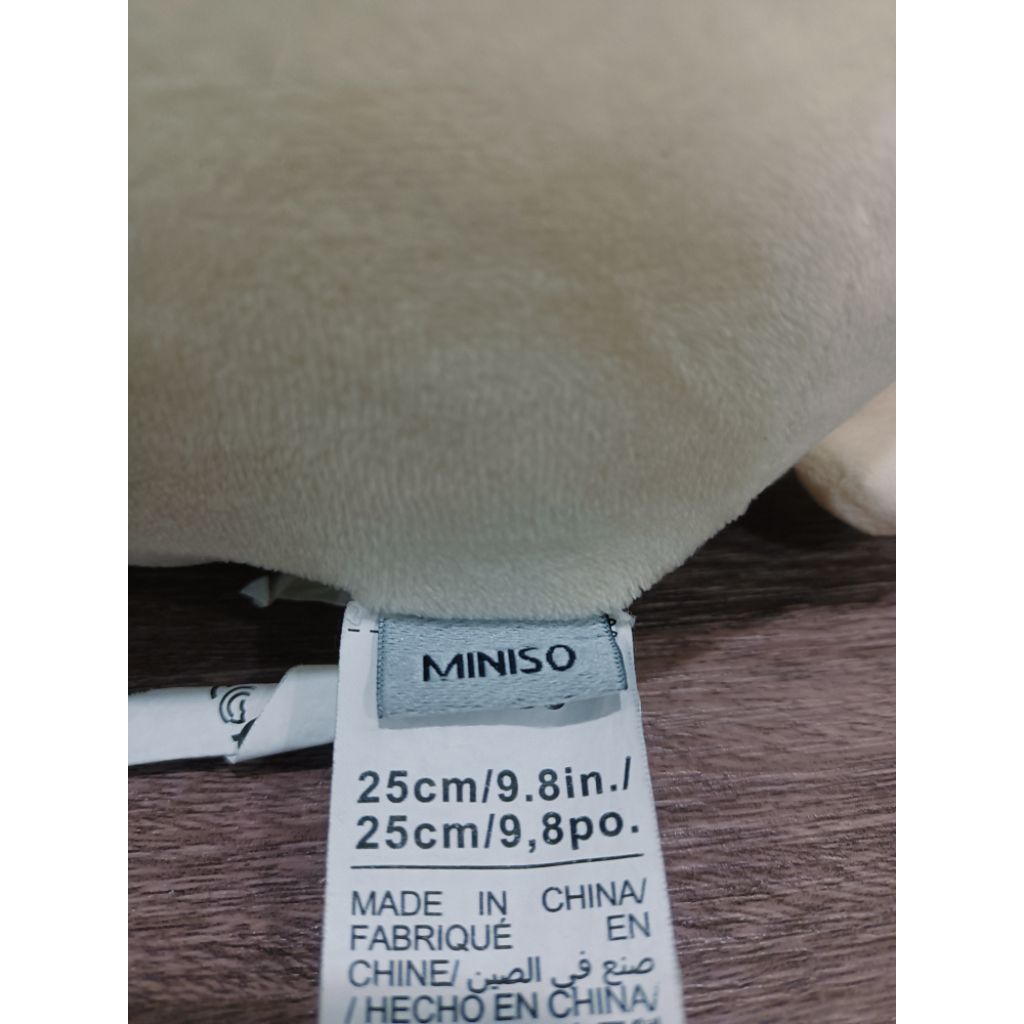 MINISO
25cm/9.8in./
25cm/9,8po.
MADE IN CHINA/
FABRIQUÉ EN
CHINE/ صنع في الصين
/ HECHO EN CHINA/